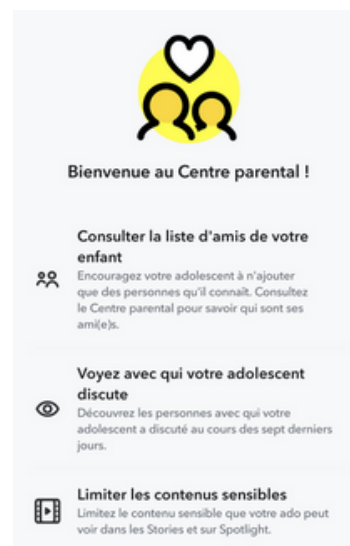 Bienvenue au Centre parental !
Consulter la liste d'amis de votre
enfant
Encouragez votre adolescent à n'ajouter
que des personnes qu'il connaît. Consultez
le Centre parental pour savoir qui sont ses
ami(e)s.
Voyez avec qui votre adolescent
discute
Découvrez les personnes avec qui votre
adolescent a discuté au cours des sept derniers
jours.
Limiter les contenus sensibles
Limitez le contenu sensible que votre ado peut
voir dans les Stories et sur Spotlight.